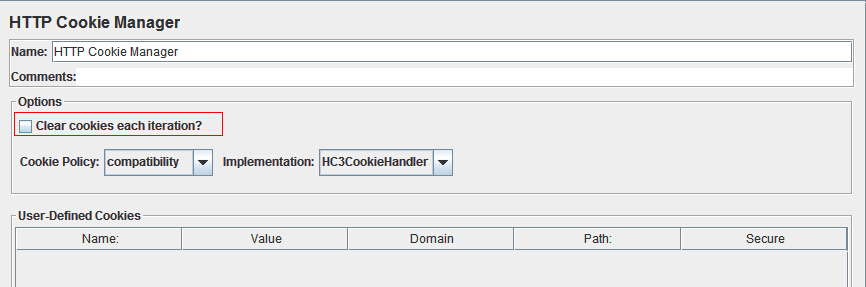 HTTP Cookie Manager
Name: HTTP Cookie Manager
Comments:
Options
Clear cookies each iteration?
Cookie Policy: compatibility Implementation: HC3CookieHandler
User-Defined Cookies
Name: Value Domain Path: Secure